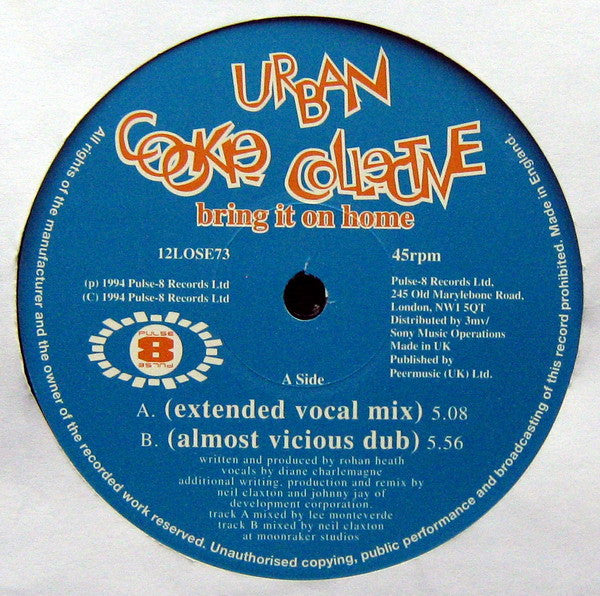 URBAN
COOKIE COLLECTIVE
bring it on home
12LOSE73
45rpm
(p) 1994 Pulse-8 Records Ltd
(C) 1994 Pulse-8 Records Ltd
Pulse-8 Records Ltd,
245 Old Marylebone Road,
London, NW1 5QT
Distributed by 3mv/
Sony Music Operations
Made in UK
Published by
Peermusic (UK) Ltd.
PULSE
8
PULSE
A Side
A. (extended vocal mix) 5.08
B. (almost vicious dub) 5.56
written and produced by rohan heath
vocals by diane charlemagne
additional writing, production and remix by
neil claxton and johnny jay of
development corporation.
track A mixed by lee monteverde
track B mixed by neil claxton
at moonraker studios
All rights of the manufacturer and the owner of the recorded work reserved. Unauthorised copying, public performance and broadcasting of this record prohibited. Made in England.